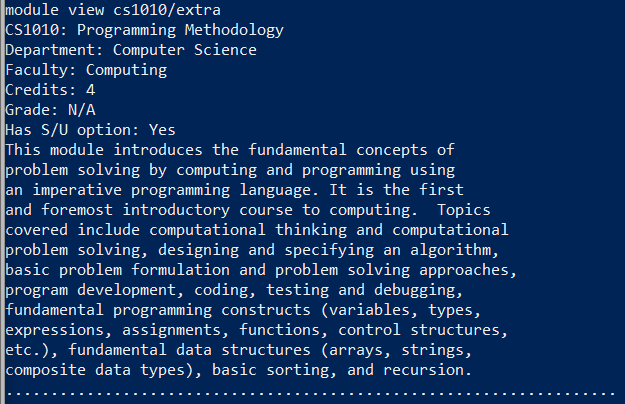 module view cs1010/extra
CS1010: Programming Methodology
Department: Computer Science
Faculty: Computing
Credits: 4
Grade: N/A
Has S/U option: Yes
This module introduces the fundamental concepts of
problem solving by computing and programming using
an imperative programming language. It is the first
and foremost introductory course to computing.  Topics
covered include computational thinking and computational
problem solving, designing and specifying an algorithm,
basic problem formulation and problem solving approaches,
program development, coding, testing and debugging,
fundamental programming constructs (variables, types,
expressions, assignments, functions, control structures,
etc.), fundamental data structures (arrays, strings,
composite data types), basic sorting, and recursion.
....................................................................